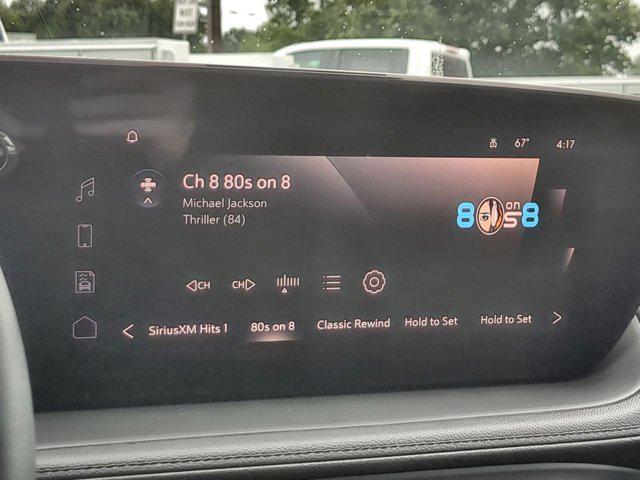 67° 4:17
Ch 8 80s on 8
Michael Jackson
Thriller (84)
80s on 8
◁CH CH▷
SiriusXM Hits 1 80s on 8 Classic Rewind Hold to Set Hold to Set